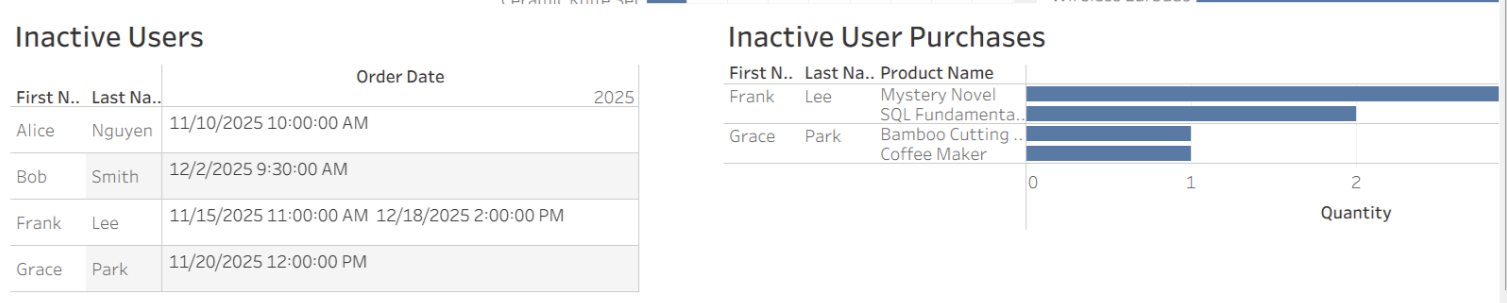 Inactive Users
Order Date
2025
First N.. Last Na..
Alice Nguyen 11/10/2025 10:00:00 AM
Bob Smith 12/2/2025 9:30:00 AM
Frank Lee 11/15/2025 11:00:00 AM 12/18/2025 2:00:00 PM
Grace Park 11/20/2025 12:00:00 PM
Inactive User Purchases
First N.. Last Na.. Product Name
Frank Lee Mystery Novel
SQL Fundamenta..
Grace Park Bamboo Cutting ..
Coffee Maker
0 1 2
Quantity